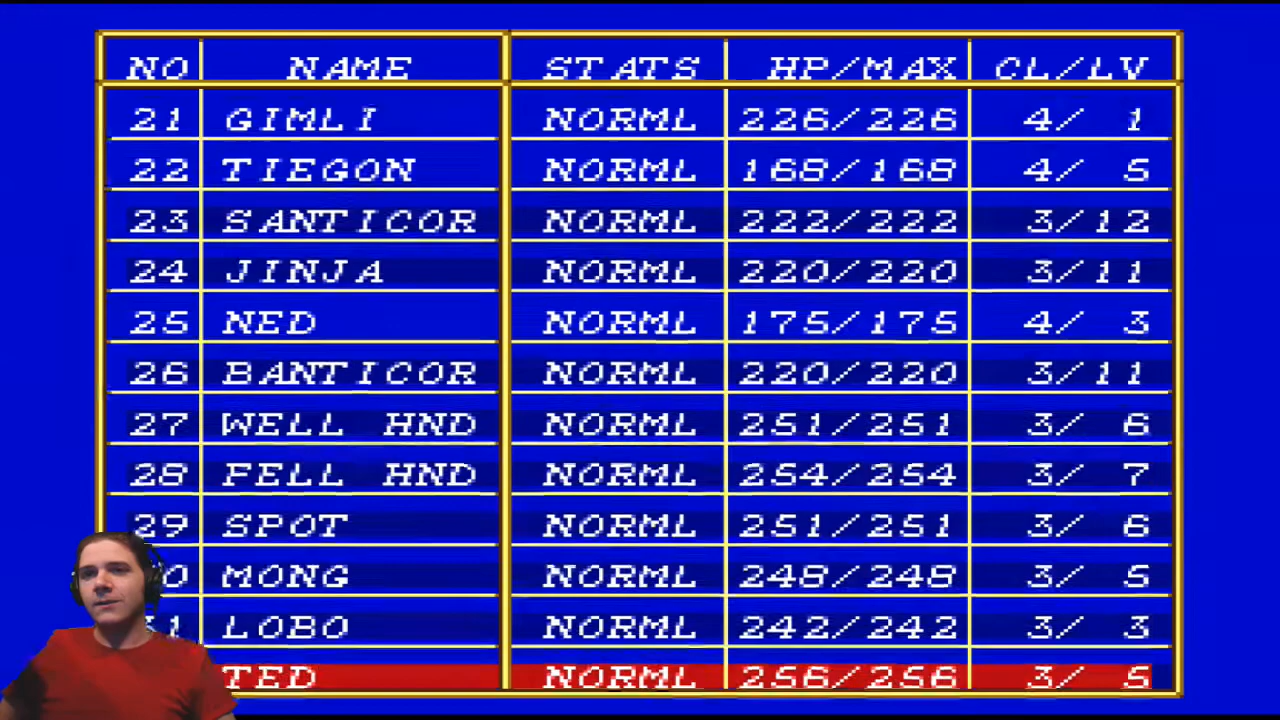 NO NAME STATS HP/MAX CL/LV
21 GIMLI NORML 226/226 4/ 1
22 TIEGON NORML 168/168 4/ 5
23 SANTICOR NORML 222/222 3/12
24 JINJA NORML 220/220 3/11
25 NED NORML 175/175 4/ 3
26 BANTICOR NORML 220/220 3/11
27 WELL HND NORML 251/251 3/ 6
28 FELL HND NORML 254/254 3/ 7
29 SPOT NORML 251/251 3/ 6
MONG NORML 248/248 3/ 5
LOBO NORML 242/242 3/ 3
TED NORML 256/256 3/ 5